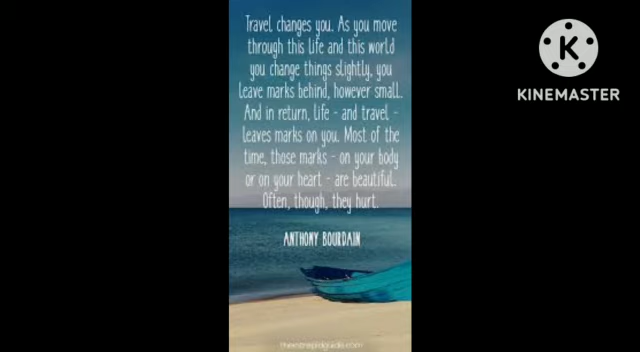 Travel changes you. As you move
through this life and this world
you change things slightly, you
leave marks behind, however small.
And in return, life - and travel -
leaves marks on you. Most of the
time, those marks - on your body
or on your heart - are beautiful.
Often, though, they hurt.
ANTHONY BOURDAIN
K
KINEMASTER